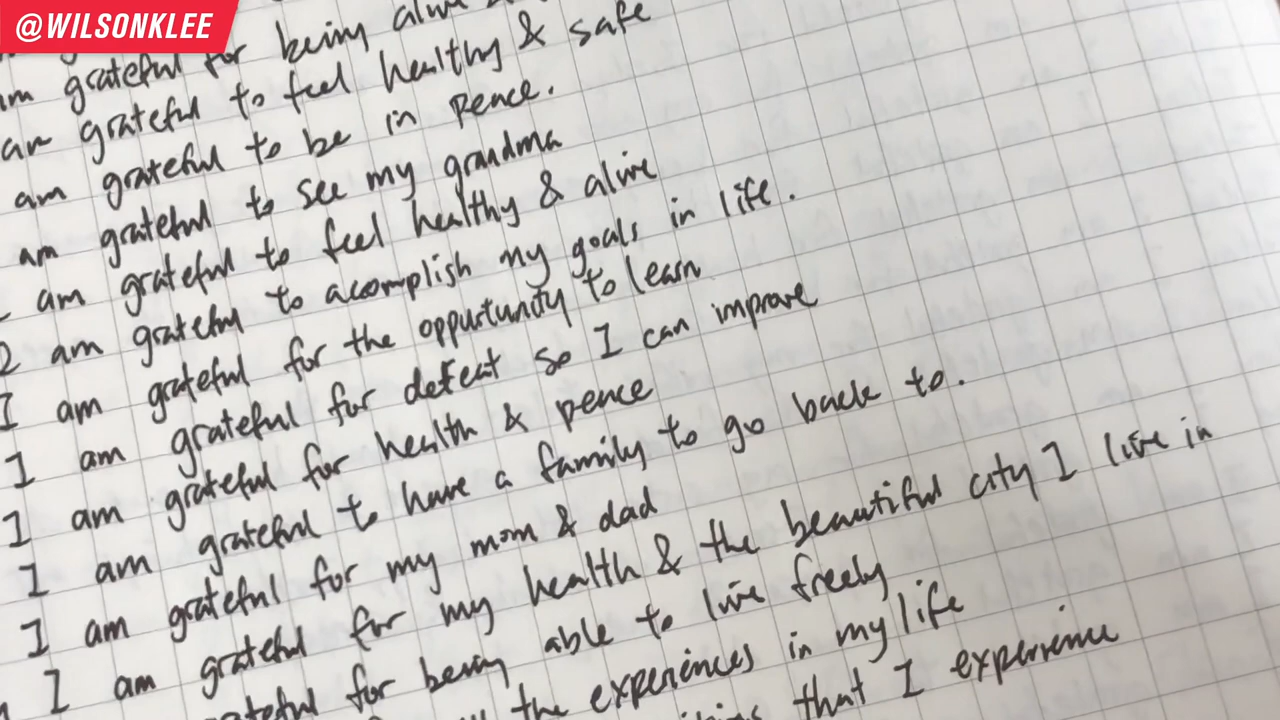 @WILSONKLEE
am grateful for being alive
am grateful to feel healthy & safe
am grateful to be in peace.
am grateful to see my grandma
am grateful to feel healthy & alive
I am grateful to acomplish my goals in life.
I am grateful for the oppurtunity to learn
I am grateful for defeat so I can improve
I am grateful for health & peace
I am grateful to have a family to go back to.
I am grateful for my mom & dad
I am grateful for my health & the beautiful city I live in
grateful for being able to live freely
the experiences in my life
that I experience